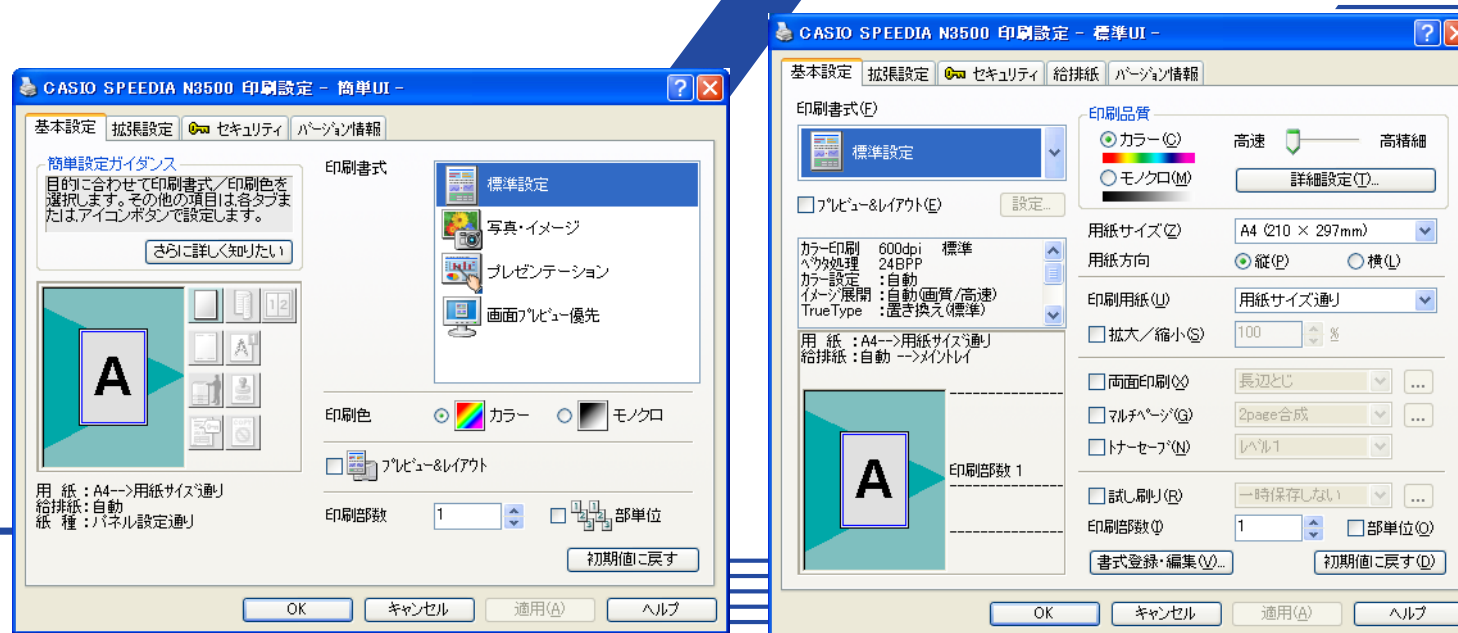 CASIO SPEEDIA N3500 印刷設定 - 簡単UI -
基本設定 拡張設定 セキュリティ バージョン情報
簡単設定ガイダンス
目的に合わせて印刷書式/印刷色を
選択します。その他の項目は各タブま
たはアイコンボタンで設定します。
さらに詳しく知りたい
1 2
A
A
用 紙:A4-->用紙サイズ通り
給排紙:自動
紙 種:パネル設定通り
印刷書式
標準設定
写真・イメージ
プレゼンテーション
画面プレビュー優先
印刷色 カラー モノクロ
プレビュー&レイアウト
印刷部数 1 部単位
初期値に戻す
OK キャンセル 適用(A) ヘルプ
CASIO SPEEDIA N3500 印刷設定 - 標準UI -
基本設定 拡張設定 セキュリティ 給排紙 バージョン情報
印刷書式(F)
標準設定
プレビュー&レイアウト(E) 設定...
カラー印刷 600dpi 標準
ベクタ処理 24BPP
カラー設定 :自動
イメージ展開:自動(画質/高速)
TrueType :置き換え(標準)
用 紙 :A4-->用紙サイズ通り
給排紙:自動 -->メイントレイ
A
印刷部数 1
印刷品質
カラー(C) 高速 高精細
モノクロ(M) 詳細設定(T)...
用紙サイズ(Z) A4 (210 × 297mm)
用紙方向 縦(P) 横(L)
印刷用紙(U) 用紙サイズ通り
拡大/縮小(S) 100 %
両面印刷(X) 長辺とじ ...
マルチページ(G) 2page合成 ...
トナーセーブ(N) レベル1
試し刷り(R) 一時保存しない ...
印刷部数(I) 1 部単位(O)
書式登録・編集(V)... 初期値に戻す(D)
OK キャンセル 適用(A) ヘルプ